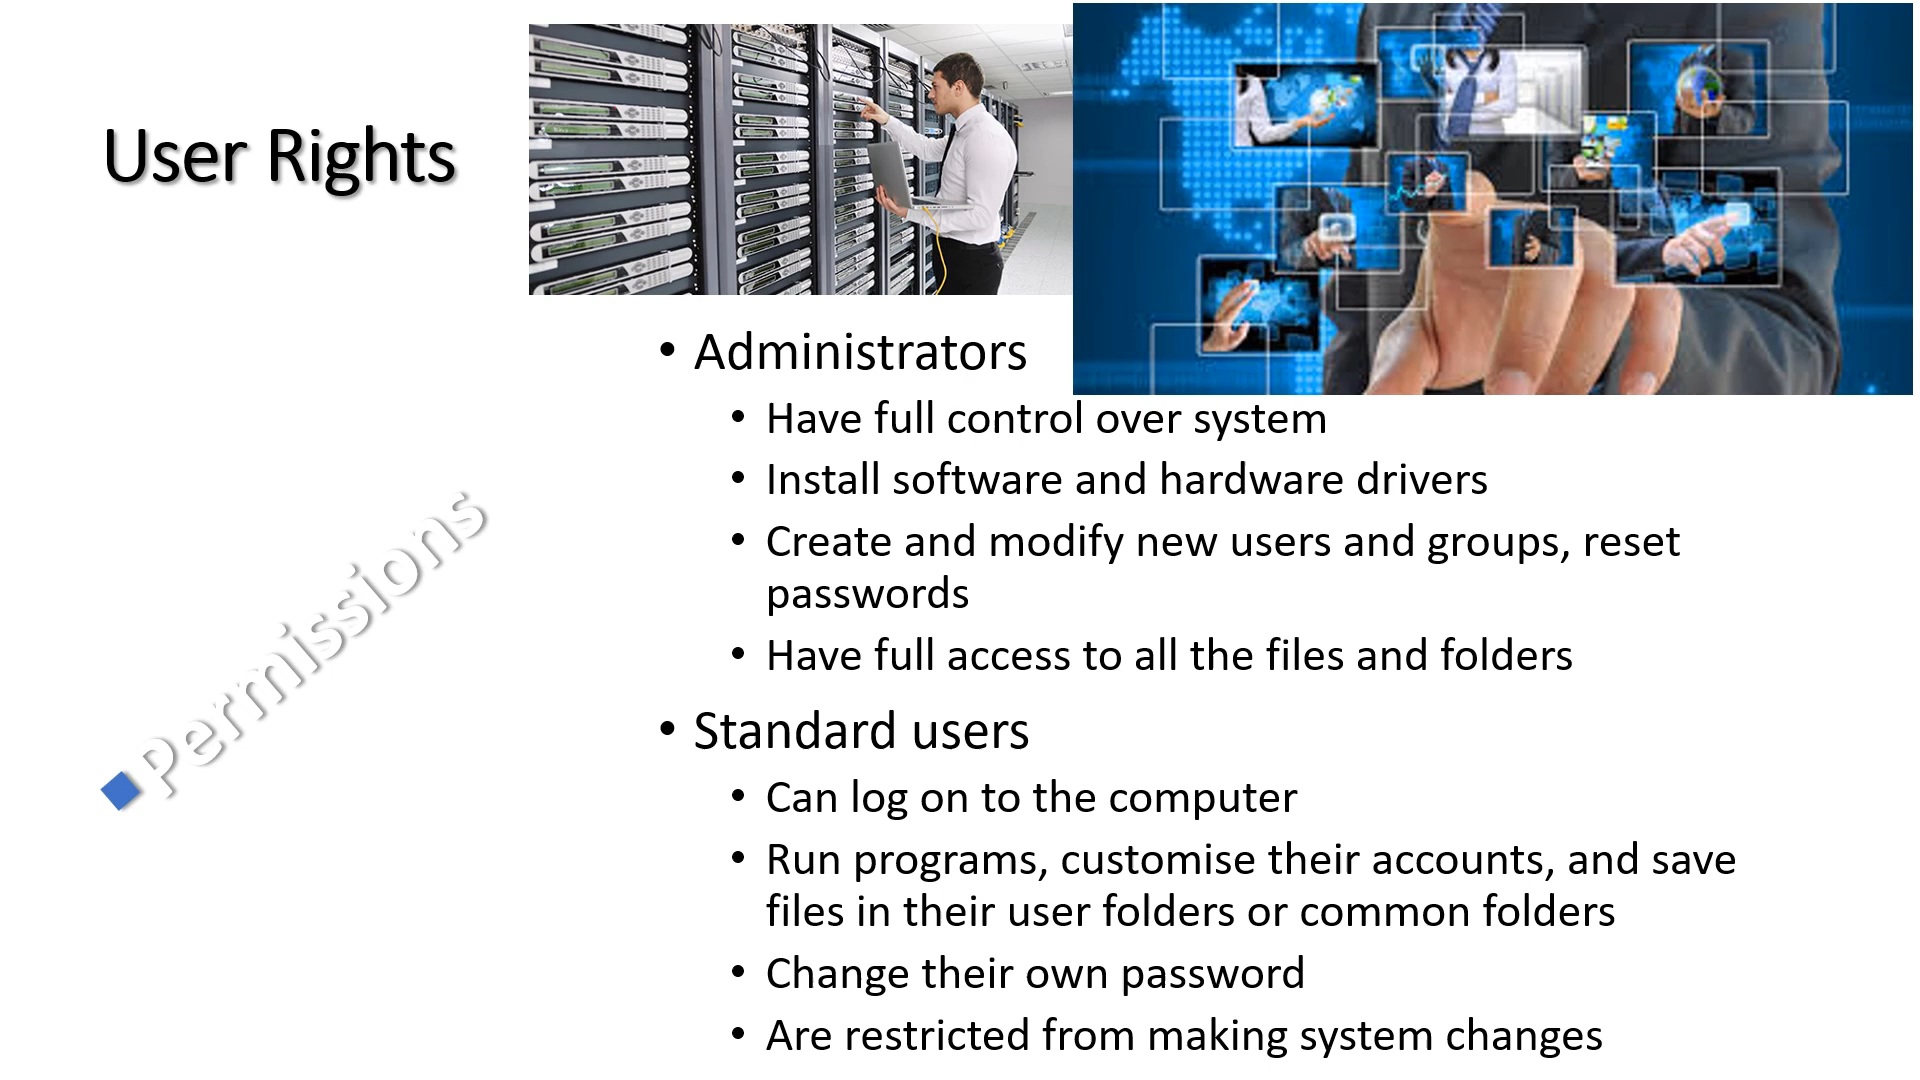 User Rights
• Administrators
• Have full control over system
• Install software and hardware drivers
• Create and modify new users and groups, reset
passwords
• Have full access to all the files and folders
• Standard users
• Can log on to the computer
• Run programs, customise their accounts, and save
files in their user folders or common folders
• Change their own password
• Are restricted from making system changes
Permissions